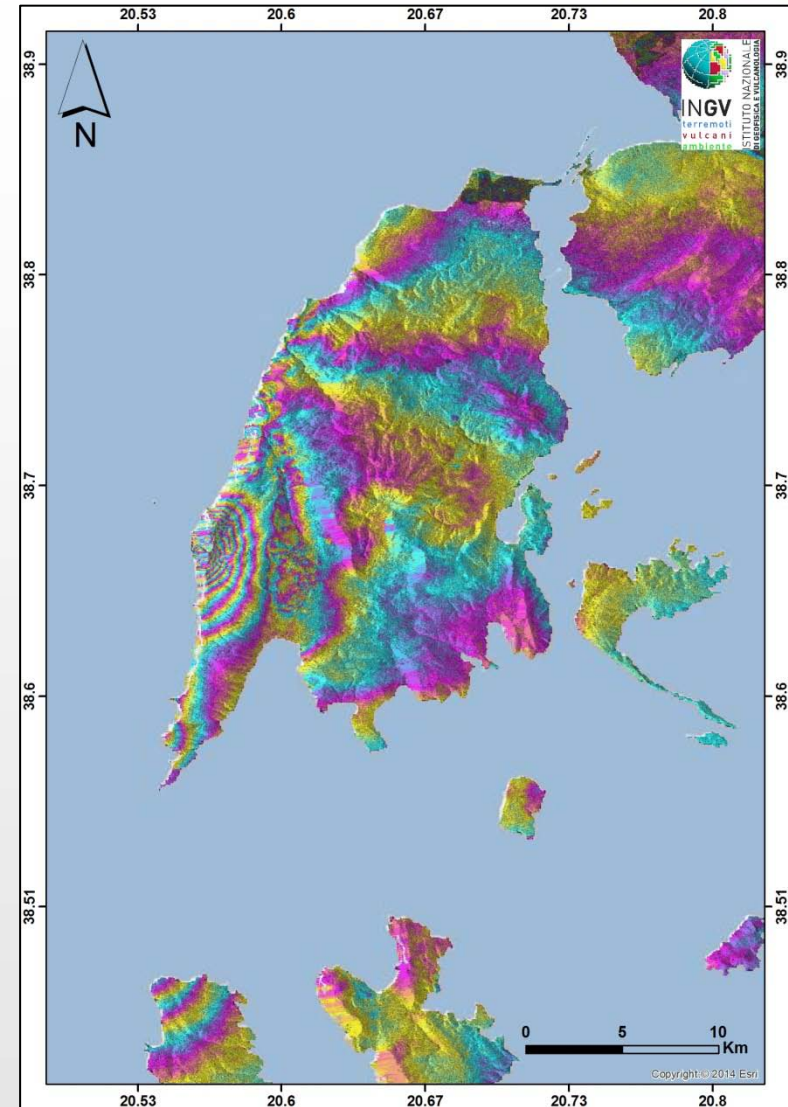 20.53 20.6 20.67 20.73 20.8
38.9 38.9
N
INGV
terremoti
vulcani
ambiente
ISTITUTO NAZIONALE
DI GEOFISICA E VULCANOLOGIA
38.8 38.8
38.7 38.7
38.6 38.6
38.51 38.51
0 5 10
Km
Copyright © 2014 Esri
20.53 20.6 20.67 20.73 20.8